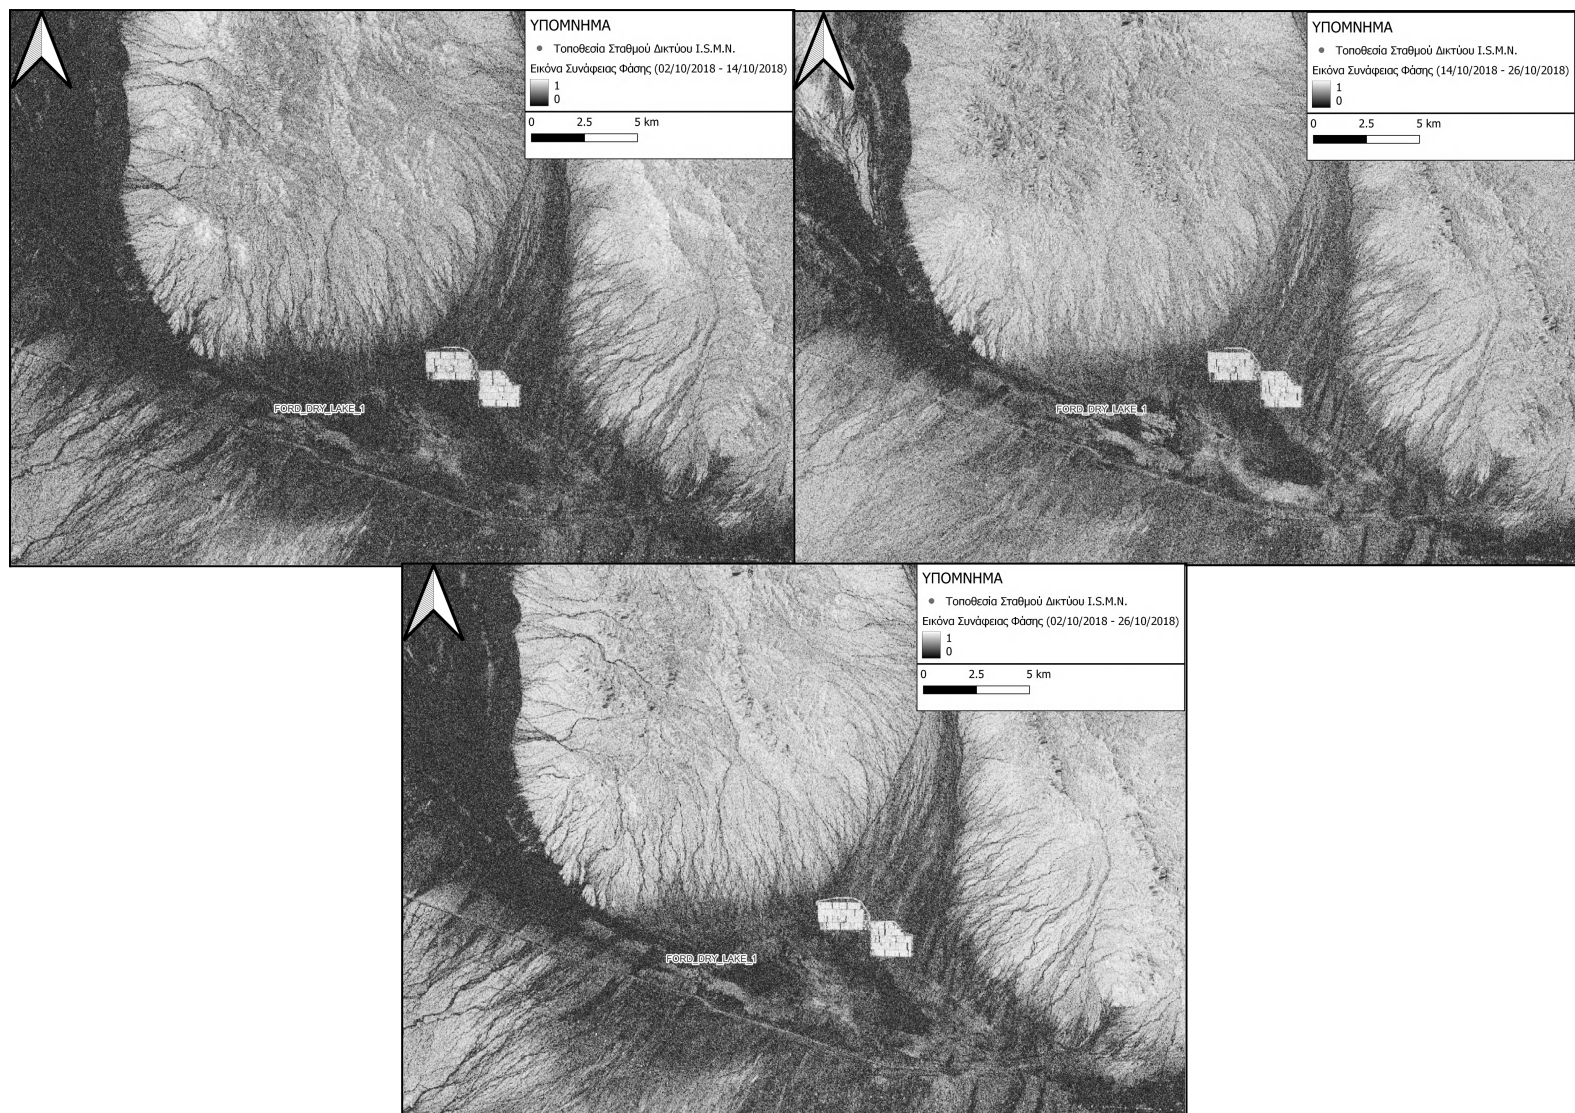 ΥΠΟΜΝΗΜΑ
Τοποθεσία Σταθμού Δικτύου I.S.M.N.
Εικόνα Συνάφειας Φάσης (02/10/2018 - 14/10/2018)
1
0
0 2.5 5 km
FORD_DRY_LAKE_1
ΥΠΟΜΝΗΜΑ
Τοποθεσία Σταθμού Δικτύου I.S.M.N.
Εικόνα Συνάφειας Φάσης (14/10/2018 - 26/10/2018)
1
0
0 2.5 5 km
FORD_DRY_LAKE_1
ΥΠΟΜΝΗΜΑ
Τοποθεσία Σταθμού Δικτύου I.S.M.N.
Εικόνα Συνάφειας Φάσης (02/10/2018 - 26/10/2018)
1
0
0 2.5 5 km
FORD_DRY_LAKE_1